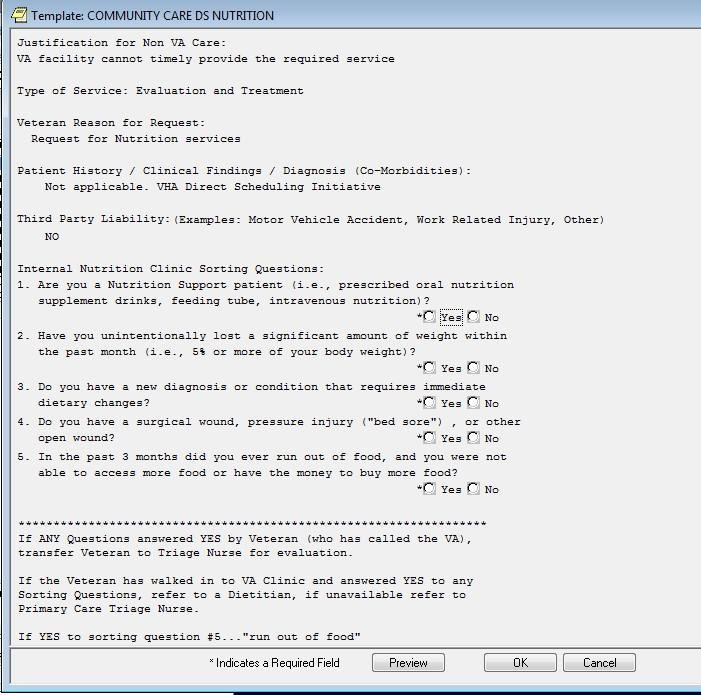 Template: COMMUNITY CARE DS NUTRITION
Justification for Non VA Care:
VA facility cannot timely provide the required service
Type of Service: Evaluation and Treatment
Veteran Reason for Request:
Request for Nutrition services
Patient History / Clinical Findings / Diagnosis (Co-Morbidities):
Not applicable. VHA Direct Scheduling Initiative
Third Party Liability: (Examples: Motor Vehicle Accident, Work Related Injury, Other)
NO
Internal Nutrition Clinic Sorting Questions:
1. Are you a Nutrition Support patient (i.e., prescribed oral nutrition
supplement drinks, feeding tube, intravenous nutrition)?
* Yes No
2. Have you unintentionally lost a significant amount of weight within
the past month (i.e., 5% or more of your body weight)?
* Yes No
3. Do you have a new diagnosis or condition that requires immediate
dietary changes? * Yes No
4. Do you have a surgical wound, pressure injury ("bed sore") , or other
open wound? * Yes No
5. In the past 3 months did you ever run out of food, and you were not
able to access more food or have the money to buy more food?
* Yes No
********************************************************************
If ANY Questions answered YES by Veteran (who has called the VA),
transfer Veteran to Triage Nurse for evaluation.
If the Veteran has walked in to VA Clinic and answered YES to any
Sorting Questions, refer to a Dietitian, if unavailable refer to
Primary Care Triage Nurse.
If YES to sorting question #5..."run out of food"
* Indicates a Required Field Preview OK Cancel